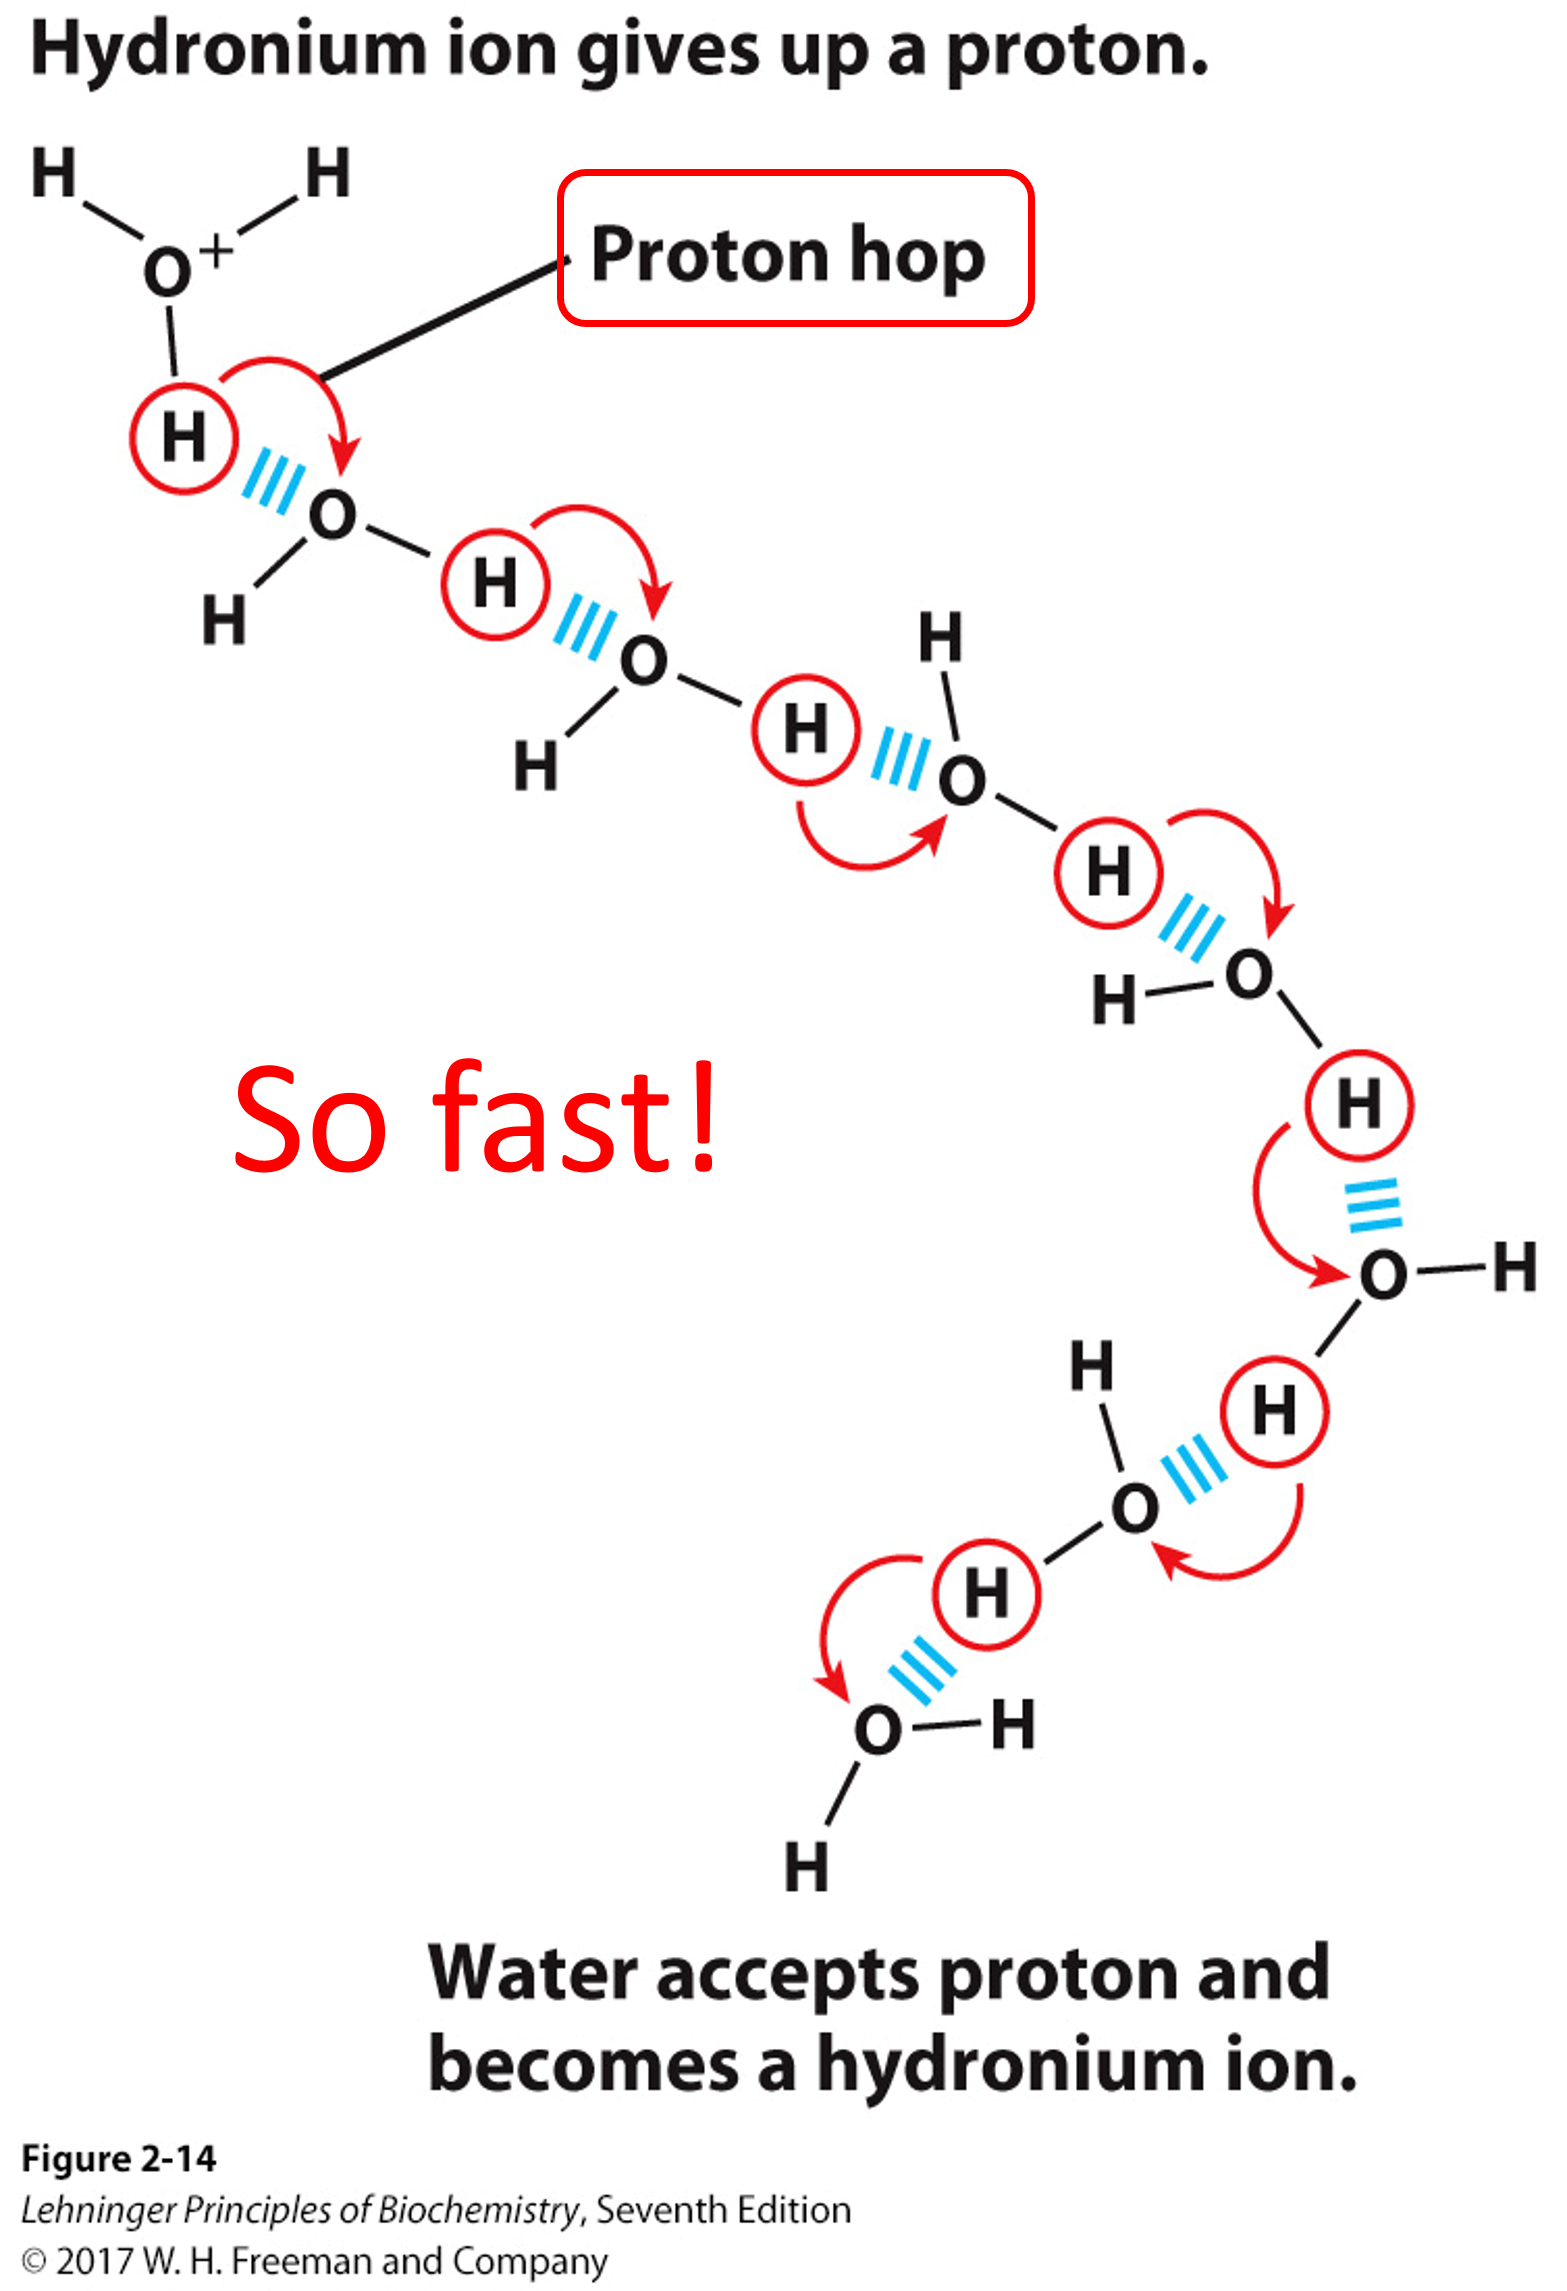 Hydronium ion gives up a proton.
H H
O+
Proton hop
H
O
H
H
O
H
H
H
O
H
H
O
H
So fast!
O H
H
H
O
H
O H
H
Water accepts proton and
becomes a hydronium ion.
Figure 2-14
Lehninger Principles of Biochemistry, Seventh Edition
© 2017 W. H. Freeman and Company